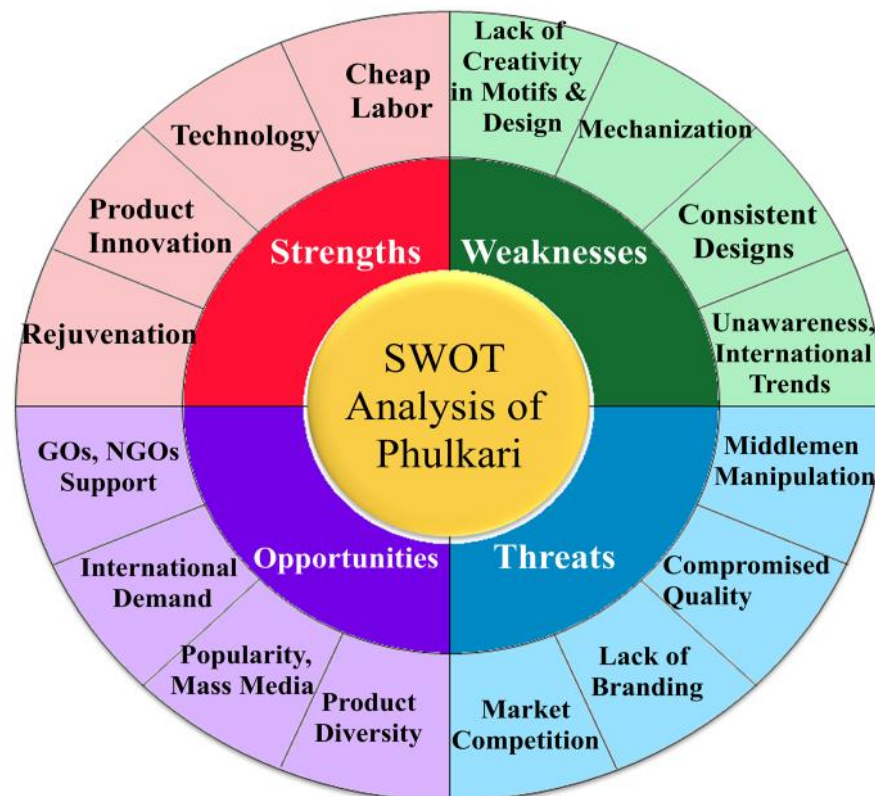 Cheap
Labor
Technology
Product
Innovation
Rejuvenation
Strengths
Lack of
Creativity
in Motifs &
Design
Mechanization
Consistent
Designs
Unawareness,
International
Trends
Weaknesses
SWOT
Analysis of
Phulkari
GOs, NGOs
Support
International
Demand
Popularity,
Mass Media
Product
Diversity
Opportunities
Threats
Middlemen
Manipulation
Compromised
Quality
Lack of
Branding
Market
Competition